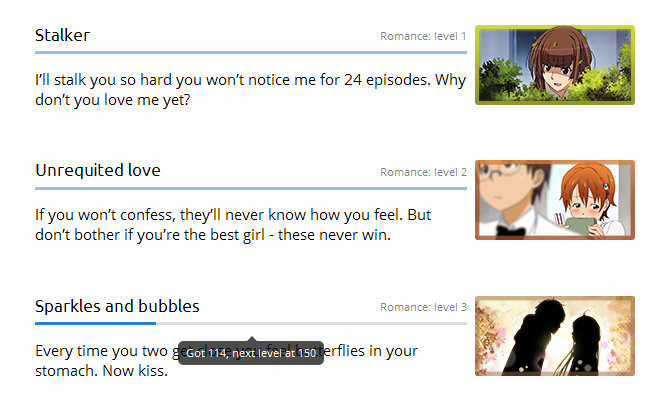 Stalker
Romance: level 1
I’ll stalk you so hard you won’t notice me for 24 episodes. Why
don’t you love me yet?
Unrequited love
Romance: level 2
If you won’t confess, they’ll never know how you feel. But
don’t bother if you’re the best girl - these never win.
Sparkles and bubbles
Romance: level 3
Every time you two get close you feel butterflies in your
Got 114, next level at 150
stomach. Now kiss.